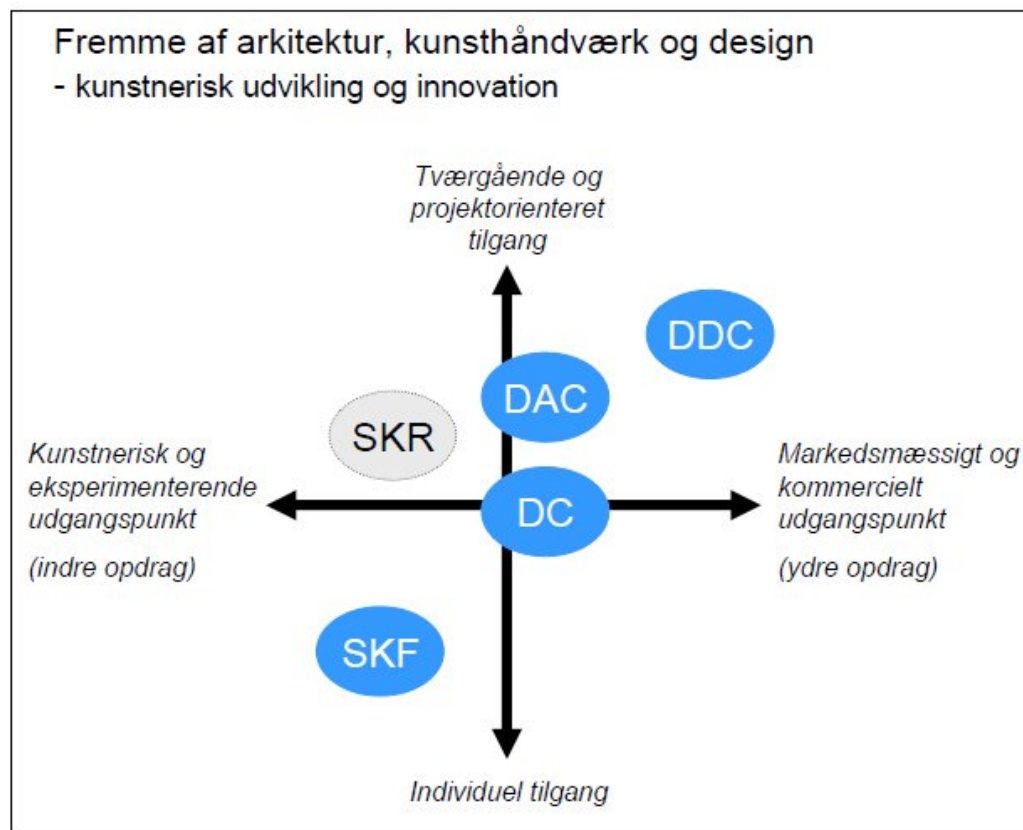 Fremme af arkitektur, kunsthåndværk og design
- kunstnerisk udvikling og innovation
Tværgående og
projektorienteret
tilgang
DDC
DAC
SKR
Kunstnerisk og
eksperimenterende
udgangspunkt
(indre opdrag)
DC
Markedsmæssigt og
kommercielt
udgangspunkt
(ydre opdrag)
SKF
Individuel tilgang